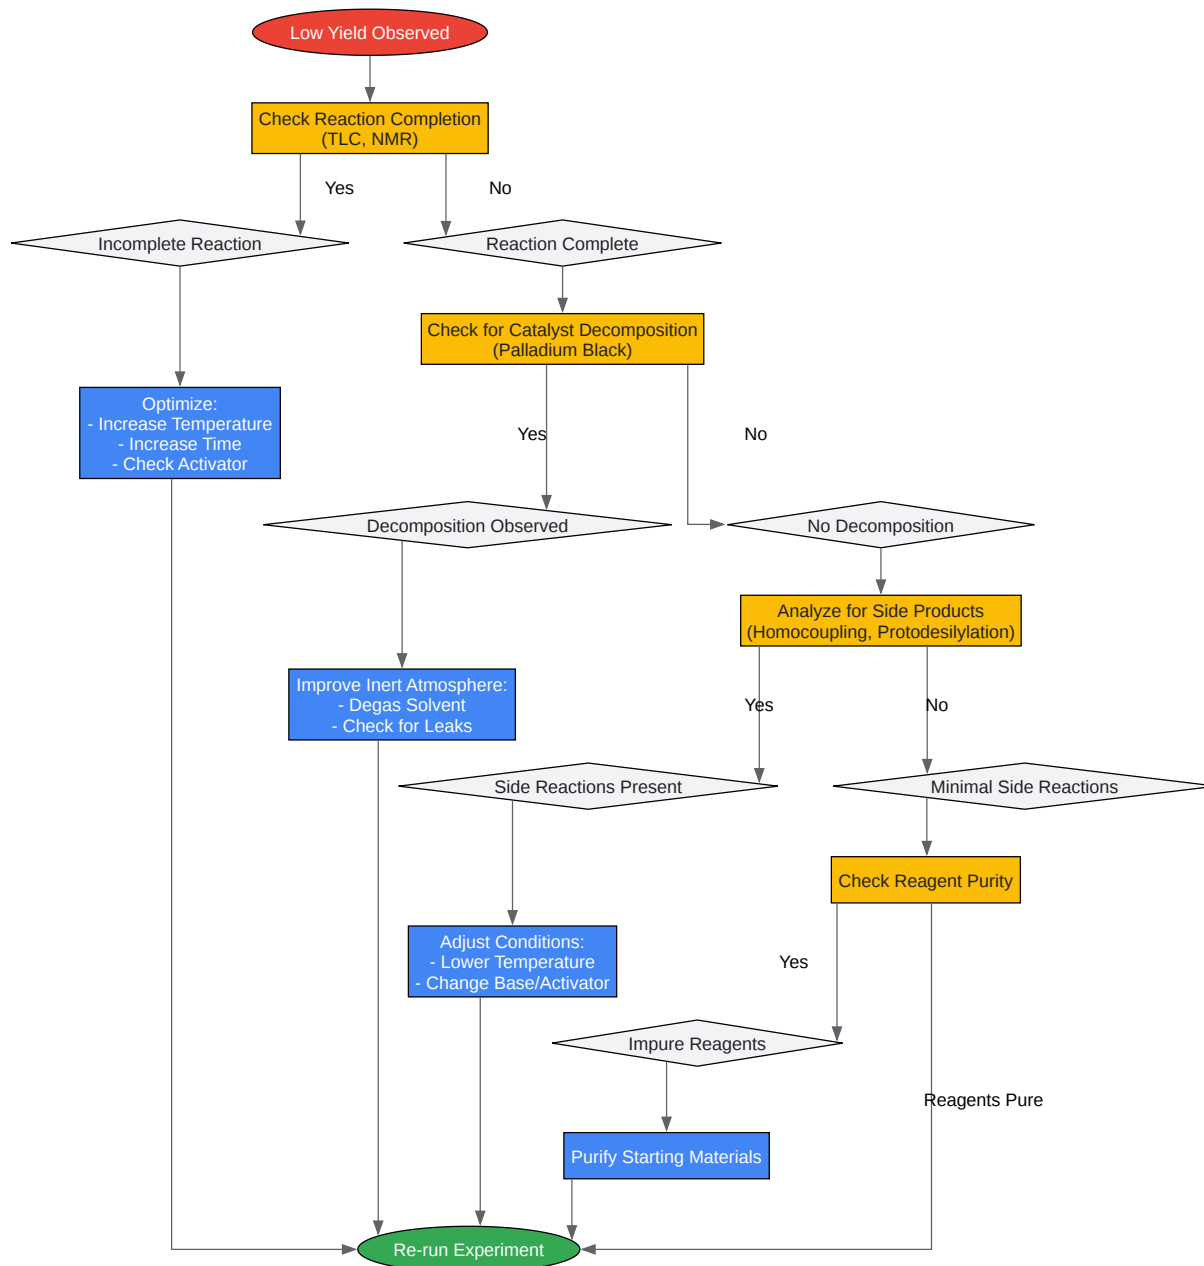 Low Yield Observed
Check Reaction Completion
(TLC, NMR)
Yes
No
Incomplete Reaction
Reaction Complete
Check for Catalyst Decomposition
(Palladium Black)
Optimize:
- Increase Temperature
- Increase Time
- Check Activator
Yes
No
Decomposition Observed
No Decomposition
Analyze for Side Products
(Homocoupling, Protodesilylation)
Improve Inert Atmosphere:
- Degas Solvent
- Check for Leaks
Yes
No
Side Reactions Present
Minimal Side Reactions
Check Reagent Purity
Adjust Conditions:
- Lower Temperature
- Change Base/Activator
Yes
Impure Reagents
Reagents Pure
Purify Starting Materials
Re-run Experiment